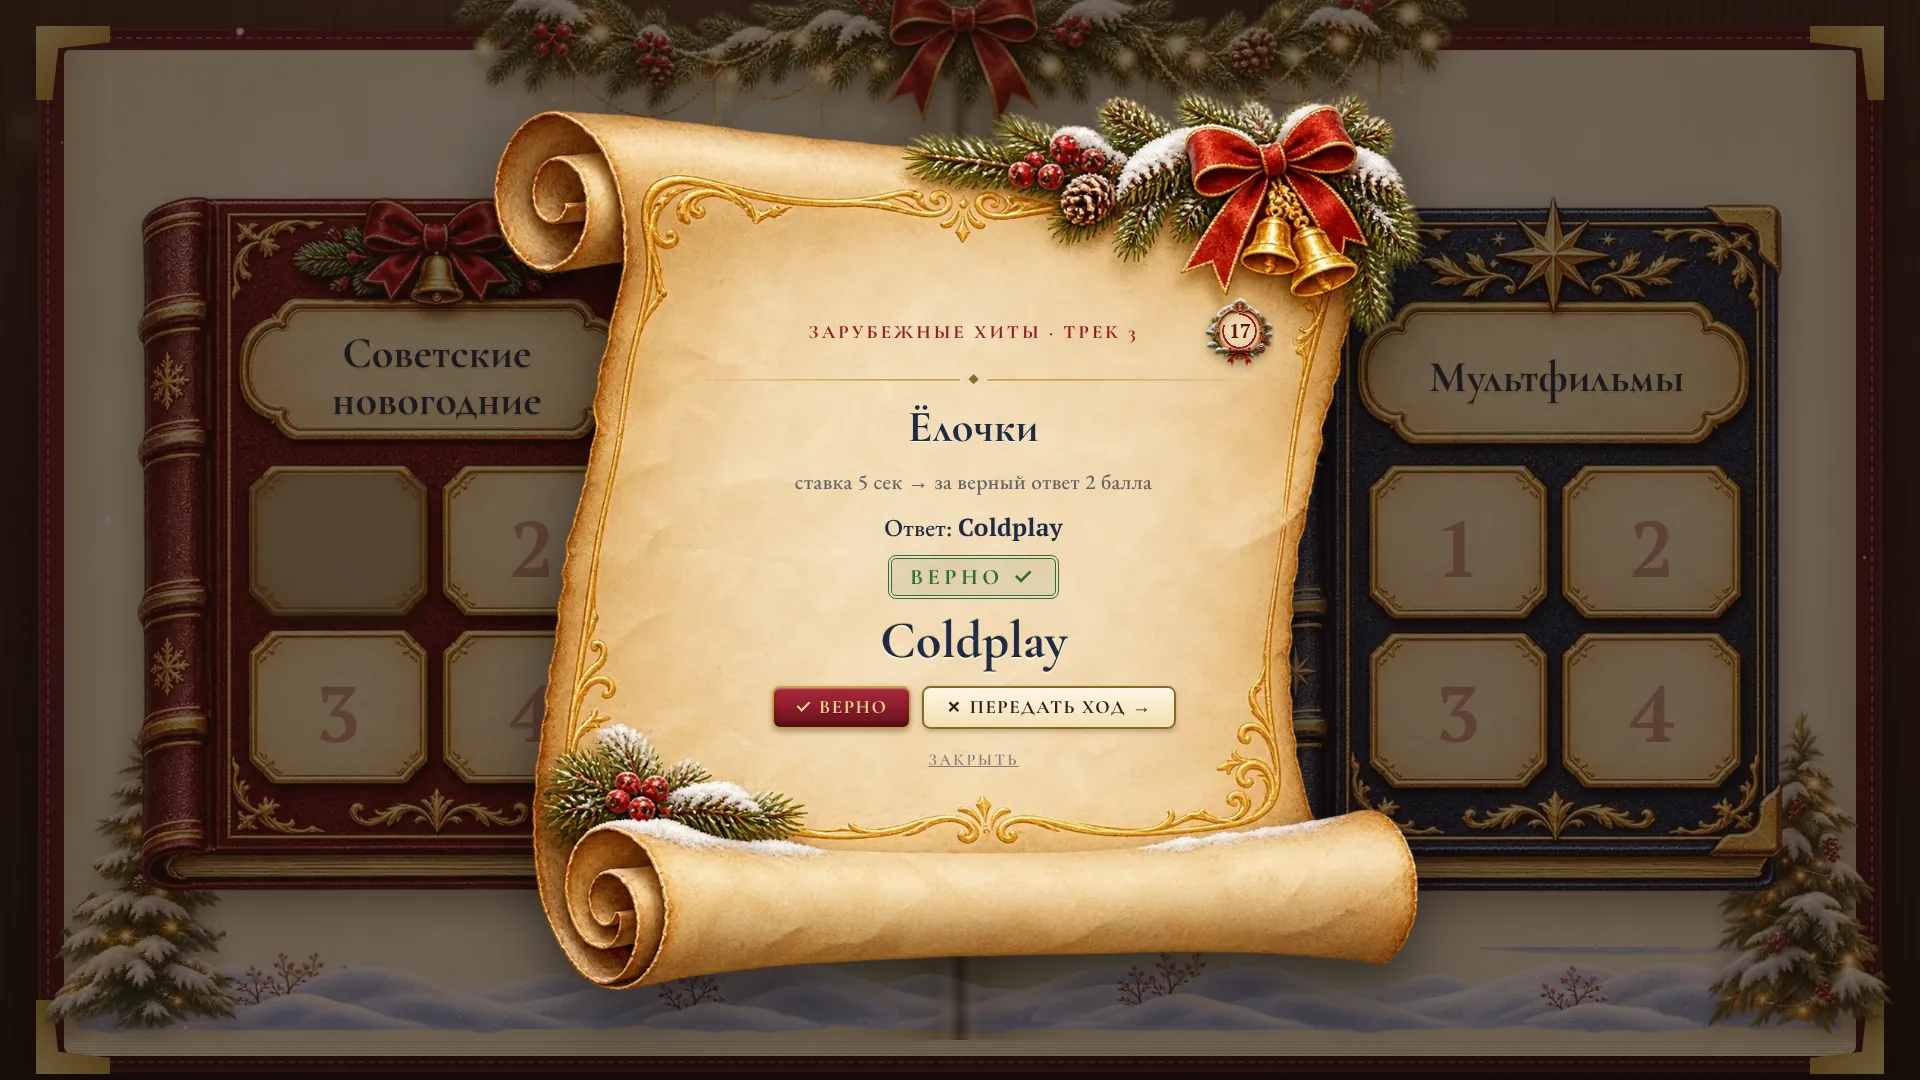 ЗАРУБЕЖНЫЕ ХИТЫ · ТРЕК 3
17
Ёлочки
ставка 5 сек → за верный ответ 2 балла
Ответ: Coldplay
ВЕРНО ✓
Coldplay
✓ ВЕРНО
✕ ПЕРЕДАТЬ ХОД →
ЗАКРЫТЬ
Советские
новогодние
2
3
4
Мультфильмы
1
2
3
4